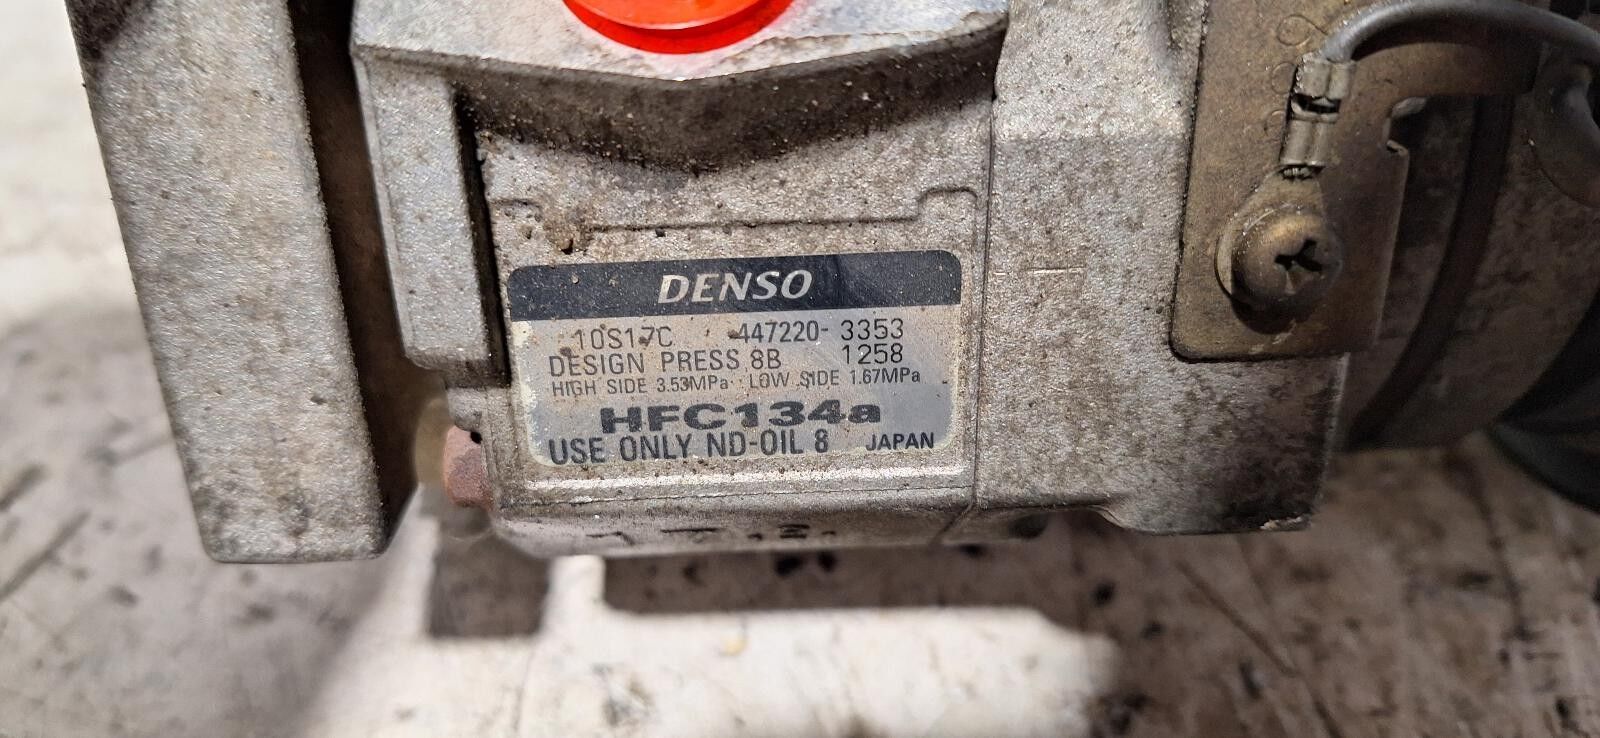 DENSO
10S17C 447220-3353
DESIGN PRESS 8B 1258
HIGH SIDE 3.53MPa LOW SIDE 1.67MPa
HFC134a
USE ONLY ND-OIL 8 JAPAN